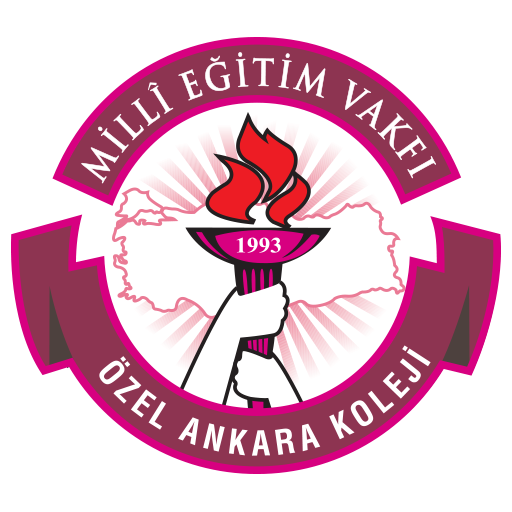 MİLLÎ EĞİTİM VAKFI
1993
ÖZEL ANKARA KOLEJİ